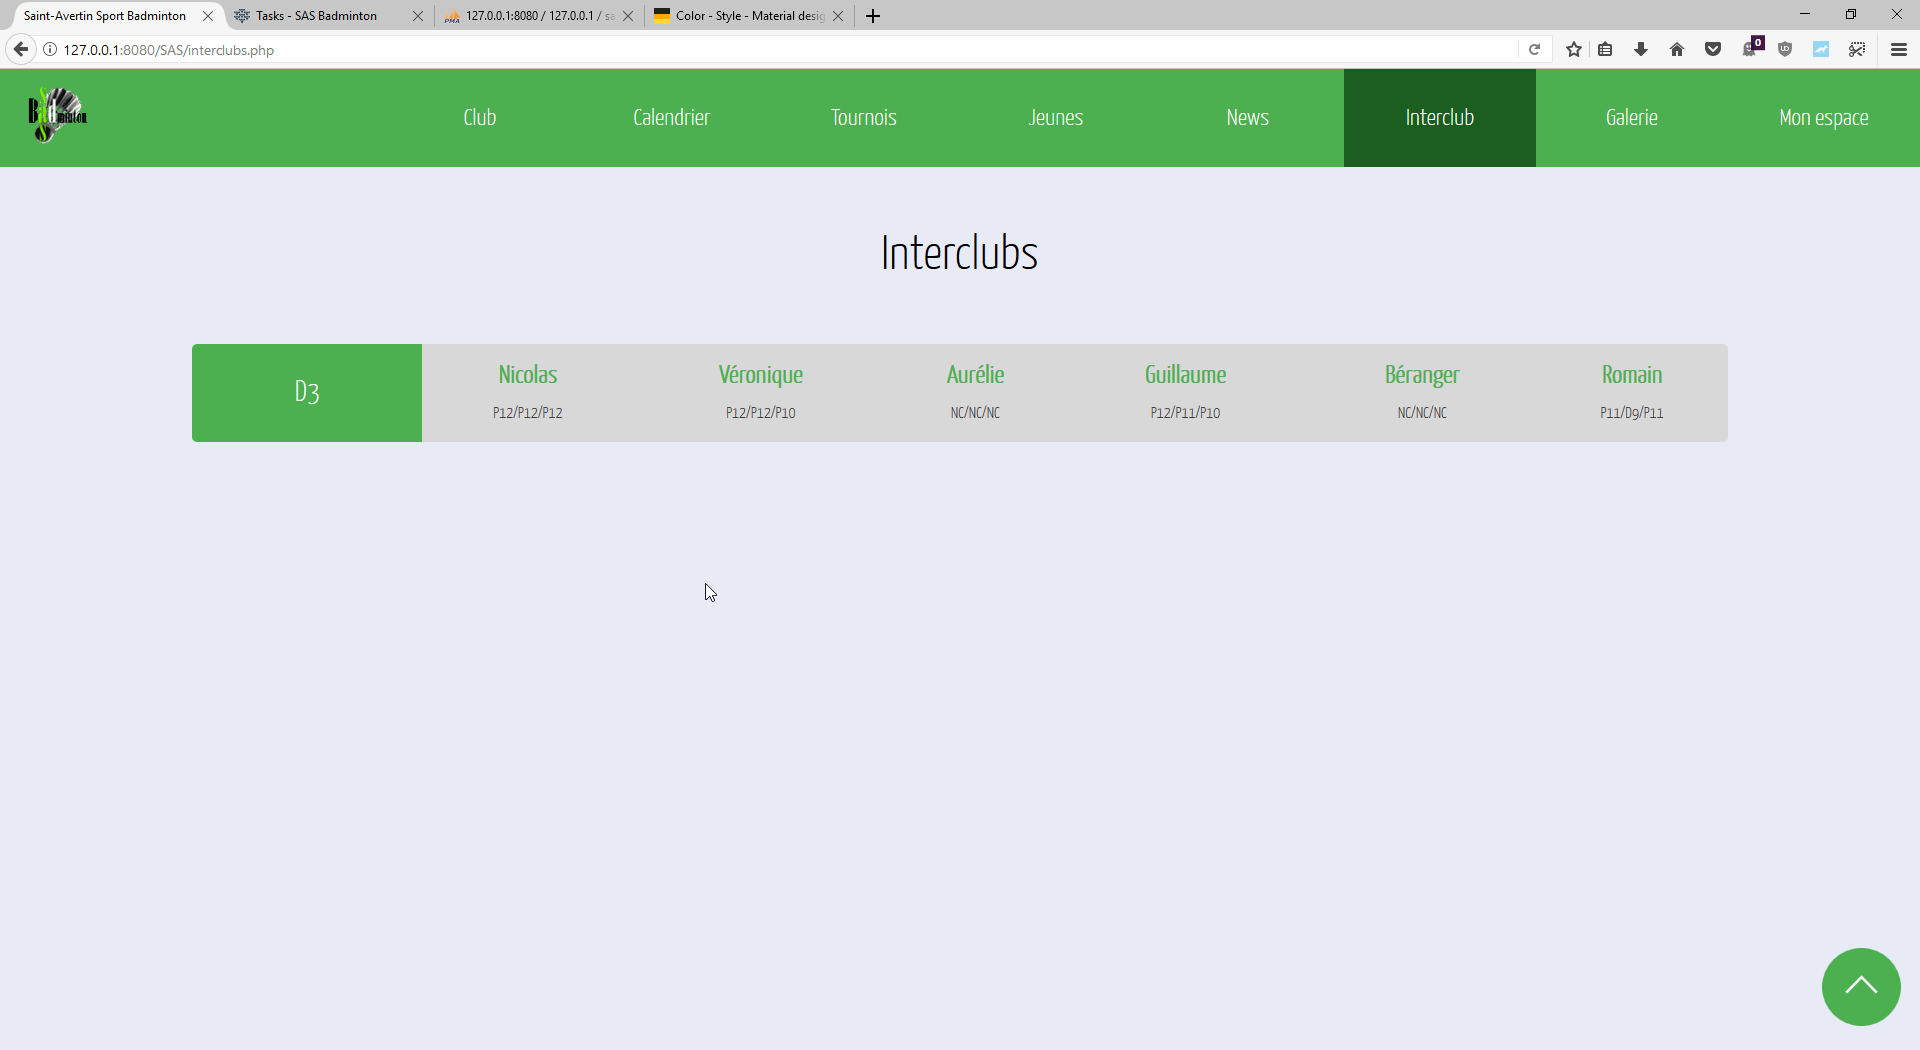 Saint-Avertin Sport Badminton
Tasks - SAS Badminton
127.0.0.1:8080 / 127.0.0.1 / sa
Color - Style - Material desig
127.0.0.1:8080/SAS/interclubs.php
0
Badminton
Club
Calendrier
Tournois
Jeunes
News
Interclub
Galerie
Mon espace
Interclubs
D3
Nicolas
P12/P12/P12
Véronique
P12/P12/P10
Aurélie
NC/NC/NC
Guillaume
P12/P11/P10
Béranger
NC/NC/NC
Romain
P11/D9/P11